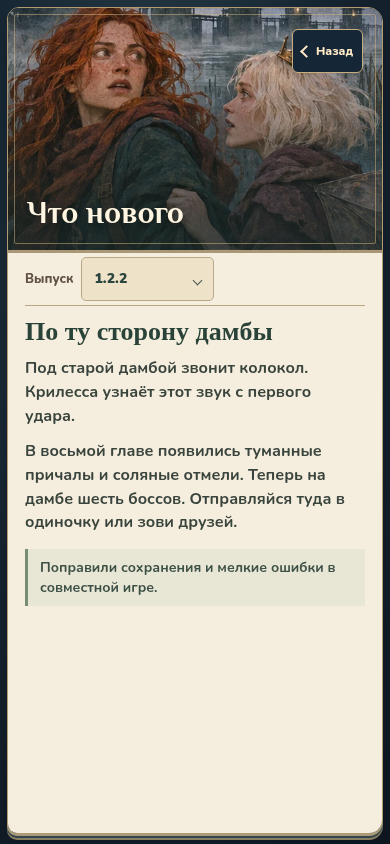 Назад
Что нового
Выпуск 1.2.2
По ту сторону дамбы
Под старой дамбой звонит колокол.
Крилесса узнаёт этот звук с первого
удара.
В восьмой главе появились туманные
причалы и соляные отмели. Теперь на
дамбе шесть боссов. Отправляйся туда в
одиночку или зови друзей.
Поправили сохранения и мелкие ошибки в
совместной игре.